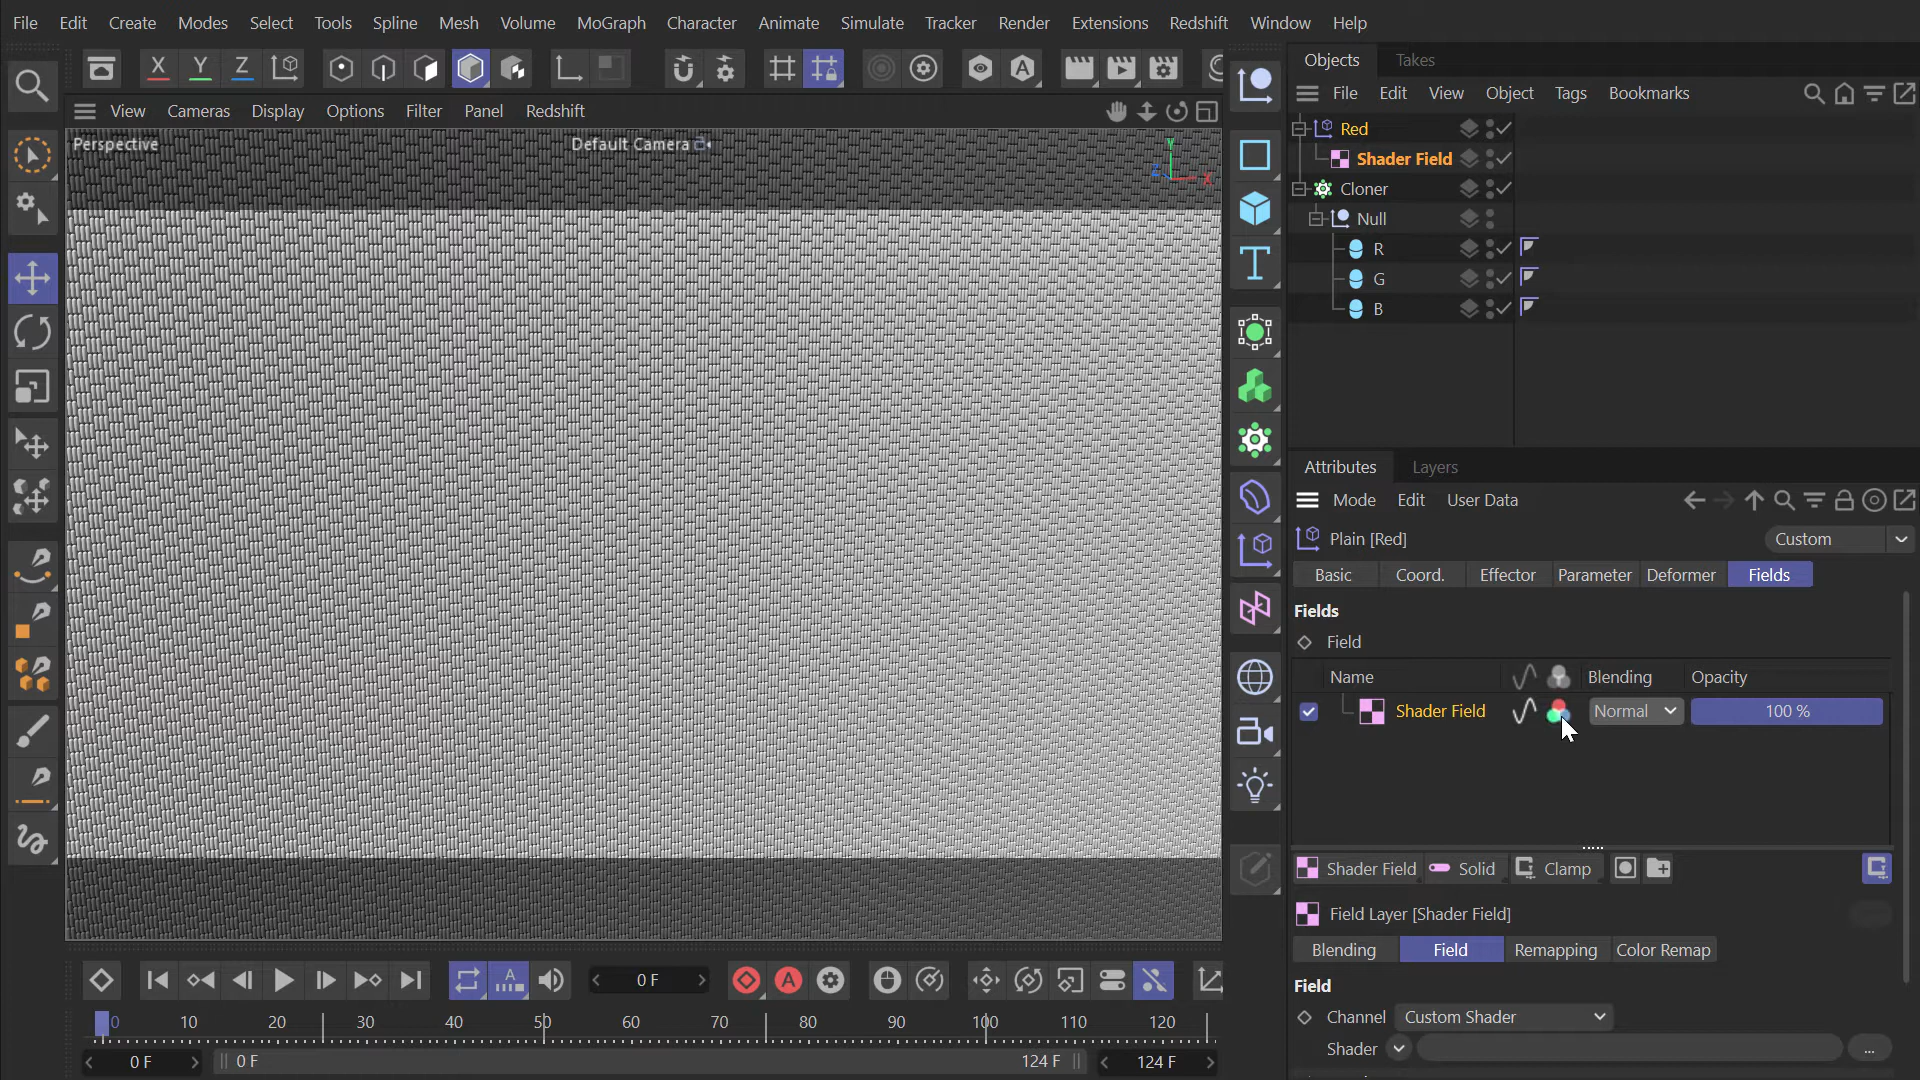 File Edit Create Modes Select Tools Spline Mesh Volume MoGraph Character Animate Simulate Tracker Render Extensions Redshift Window Help
X Y Z
View Cameras Display Options Filter Panel Redshift
Perspective
Default Camera
Y
Z
X
Objects Takes
File Edit View Object Tags Bookmarks
Red
Shader Field
Cloner
Null
R
G
B
Attributes Layers
Mode Edit User Data
Plain [Red]
Custom
Basic Coord. Effector Parameter Deformer Fields
Fields
Field
Name Blending Opacity
Shader Field Normal 100 %
Shader Field Solid Clamp
Field Layer [Shader Field]
Blending Field Remapping Color Remap
Field
Channel Custom Shader
Shader ...
0 F
0 10 20 30 40 50 60 70 80 90 100 110 120
0 F 0 F 124 F 124 F